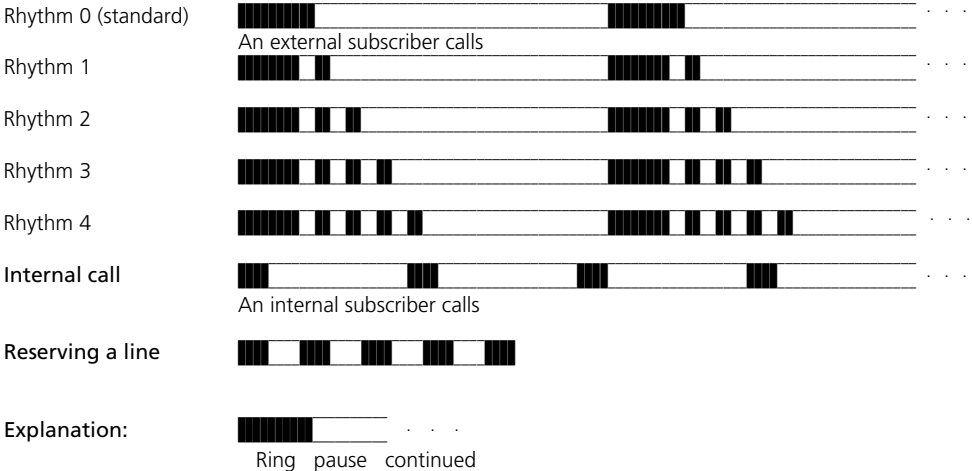 Rhythm 0 (standard) . . .
An external subscriber calls
Rhythm 1 . . .
Rhythm 2 . . .
Rhythm 3 . . .
Rhythm 4 . . .
Internal call . . .
An internal subscriber calls
Reserving a line
Explanation: . . .
Ring pause continued